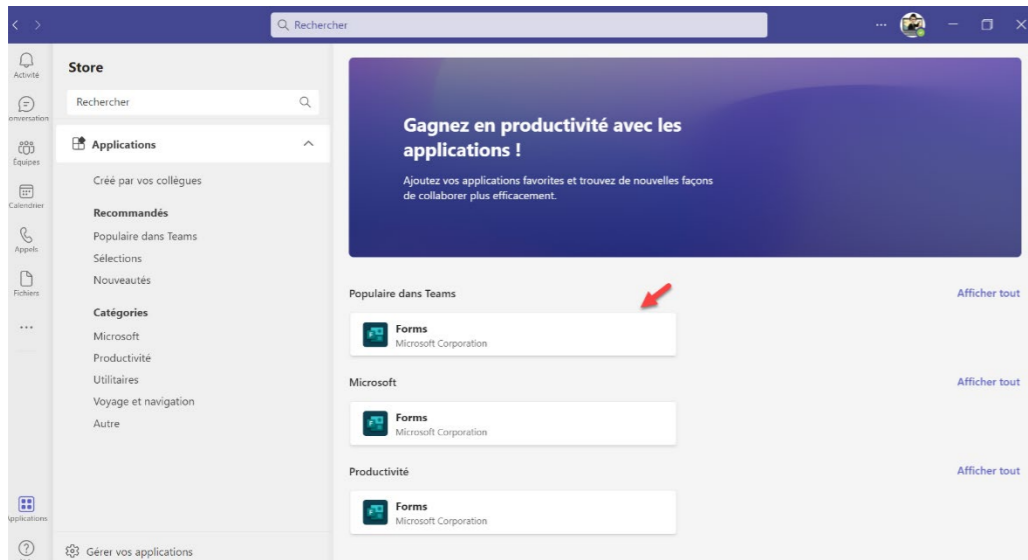 Rechercher
Activité
Conversation
Équipes
Calendrier
Appels
Fichiers
Applications
Store
Rechercher
Applications
Créé par vos collègues
Recommandés
Populaire dans Teams
Sélections
Nouveautés
Catégories
Microsoft
Productivité
Utilitaires
Voyage et navigation
Autre
Gérer vos applications
Gagnez en productivité avec les
applications !
Ajoutez vos applications favorites et trouvez de nouvelles façons
de collaborer plus efficacement.
Populaire dans Teams
Afficher tout
Forms
Microsoft Corporation
Microsoft
Afficher tout
Forms
Microsoft Corporation
Productivité
Afficher tout
Forms
Microsoft Corporation